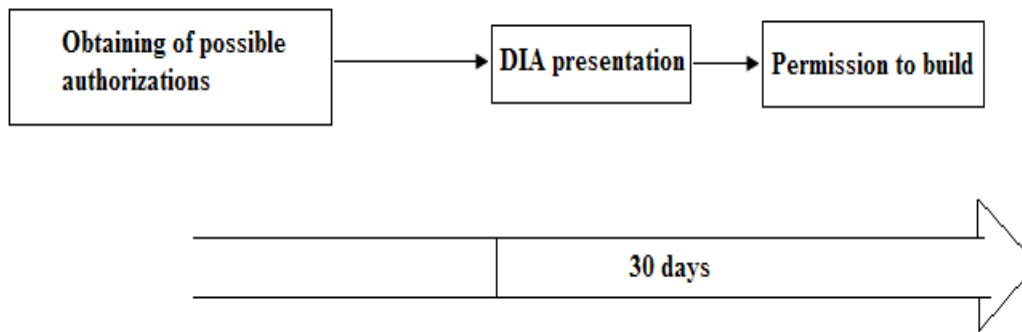 Obtaining of possible
authorizations
DIA presentation
Permission to build
30 days